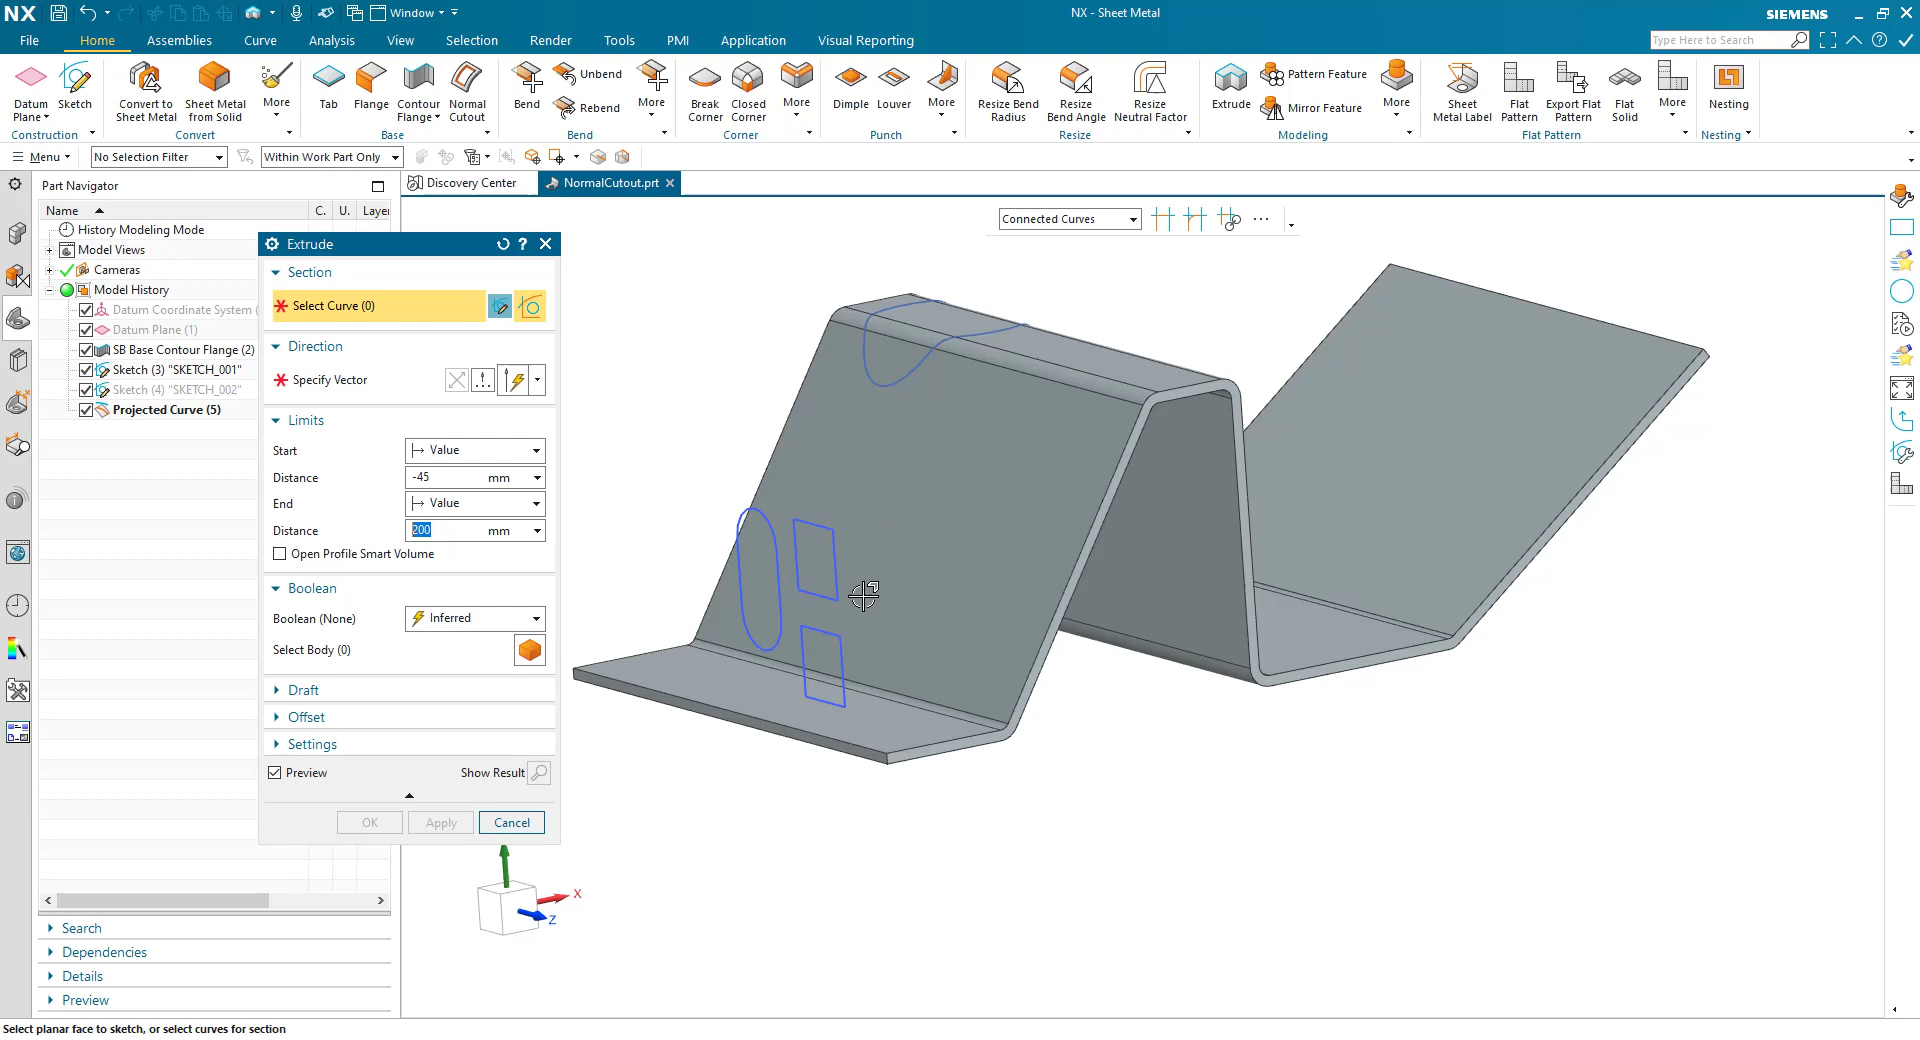 NX
Window
NX - Sheet Metal
SIEMENS
File Home Assemblies Curve Analysis View Selection Render Tools PMI Application Visual Reporting
Type Here to Search
Datum Plane
Sketch
Construction
Convert to Sheet Metal
Sheet Metal from Solid
More
Convert
Tab
Flange
Contour Flange
Normal Cutout
Base
Bend
Unbend
Rebend
More
Bend
Break Corner
Closed Corner
More
Corner
Dimple
Louver
More
Punch
Resize Bend Radius
Resize Bend Angle
Resize Neutral Factor
Resize
Extrude
Pattern Feature
Mirror Feature
More
Modeling
Sheet Metal Label
Flat Pattern
Export Flat Pattern
Flat Solid
More
Flat Pattern
Nesting
Nesting
Menu
No Selection Filter
Within Work Part Only
Part Navigator
Discovery Center
NormalCutout.prt
Name C. U. Layer
Connected Curves
History Modeling Mode
Model Views
Cameras
Model History
Datum Coordinate System (
Datum Plane (1)
SB Base Contour Flange (2)
Sketch (3) "SKETCH_001"
Sketch (4) "SKETCH_002"
Projected Curve (5)
Extrude
Section
Select Curve (0)
Direction
Specify Vector
Limits
Start Value
Distance -45 mm
End Value
Distance 200 mm
Open Profile Smart Volume
Boolean
Boolean (None) Inferred
Select Body (0)
Draft
Offset
Settings
Preview Show Result
OK Apply Cancel
X
Z
Search
Dependencies
Details
Preview
Select planar face to sketch, or select curves for section